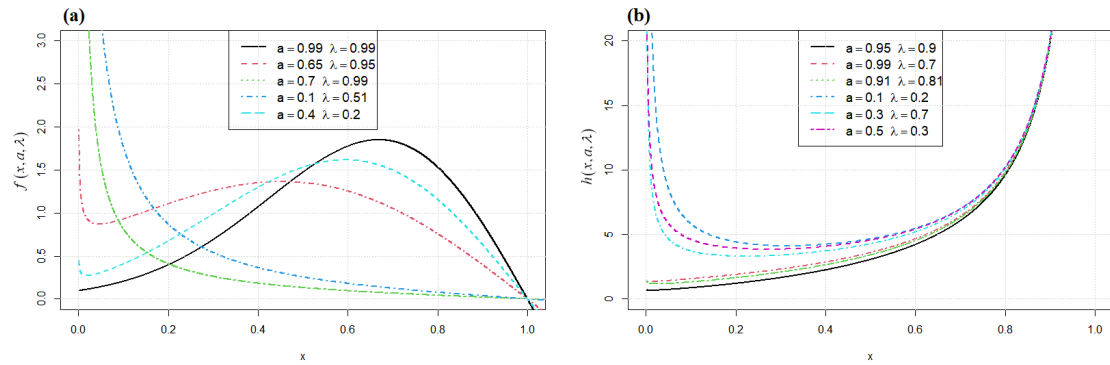 (a)
f (x, a, λ)
3.0
2.5
2.0
1.5
1.0
0.5
0.0
a = 0.99 λ = 0.99
a = 0.65 λ = 0.95
a = 0.7 λ = 0.99
a = 0.1 λ = 0.51
a = 0.4 λ = 0.2
0.0 0.2 0.4 0.6 0.8 1.0
x
(b)
h(x, a, λ)
20
15
10
5
0
a = 0.95 λ = 0.9
a = 0.99 λ = 0.7
a = 0.91 λ = 0.81
a = 0.1 λ = 0.2
a = 0.3 λ = 0.7
a = 0.5 λ = 0.3
0.0 0.2 0.4 0.6 0.8 1.0
x